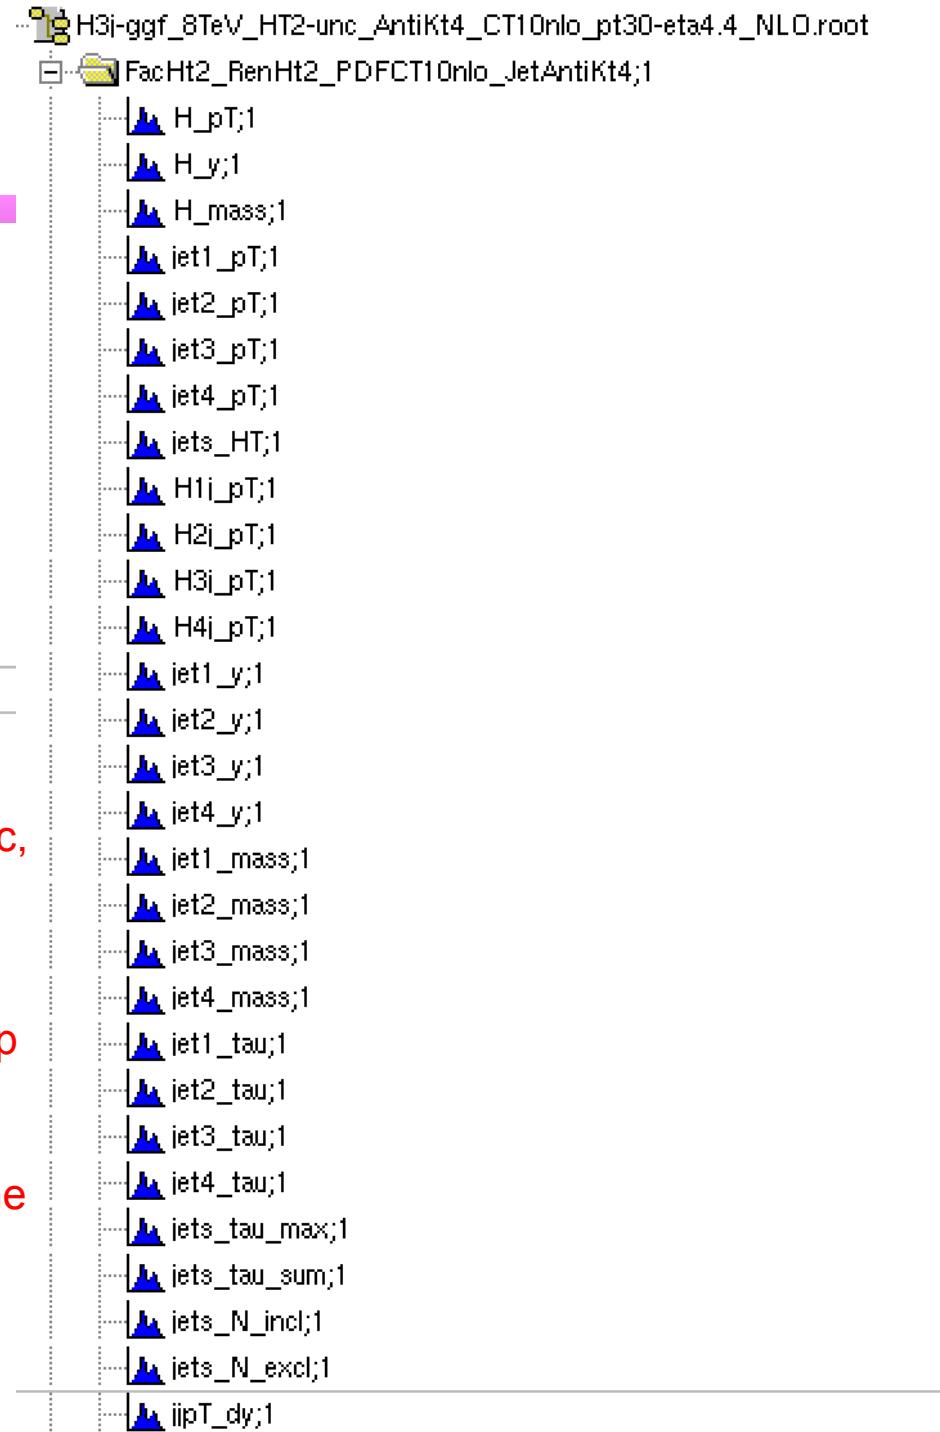 H3j-ggf_8TeV_HT2-unc_AntiKt4_CT10nlo_pt30-eta4.4_NLO.root
FacHt2_RenHt2_PDFCT10nlo_JetAntiKt4;1
H_pT;1
H_y;1
H_mass;1
jet1_pT;1
jet2_pT;1
jet3_pT;1
jet4_pT;1
jets_HT;1
H1j_pT;1
H2j_pT;1
H3j_pT;1
H4j_pT;1
jet1_y;1
jet2_y;1
jet3_y;1
jet4_y;1
c,
jet1_mass;1
jet2_mass;1
jet3_mass;1
jet4_mass;1
jet1_tau;1
p
jet2_tau;1
jet3_tau;1
jet4_tau;1
e
jets_tau_max;1
jets_tau_sum;1
jets_N_incl;1
jets_N_excl;1
jjpT_dy;1